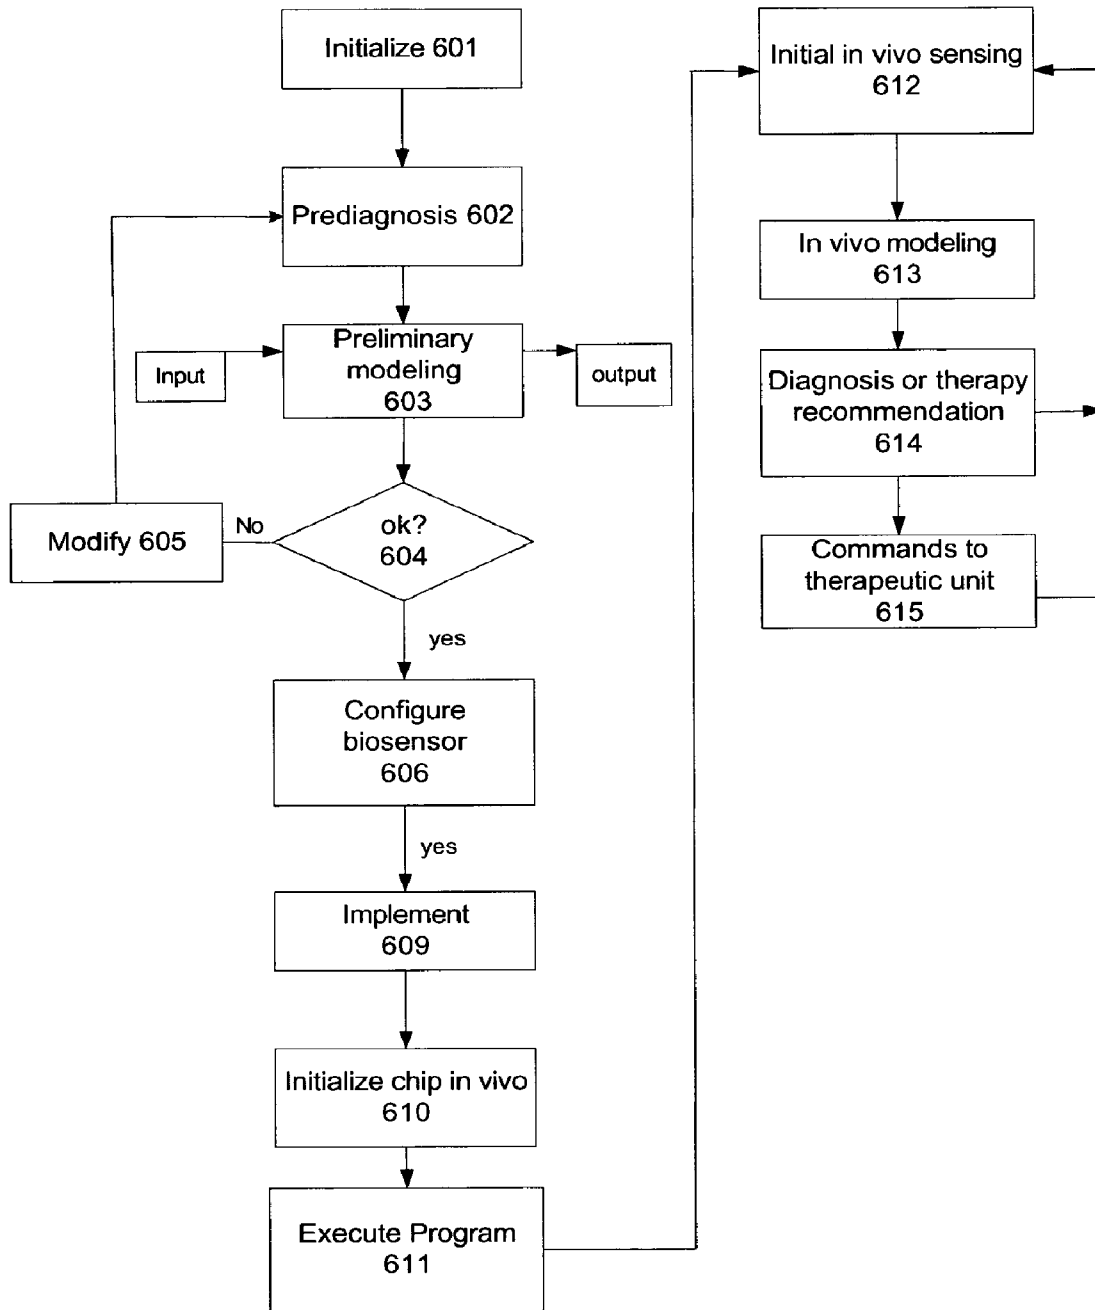 Initialize 601
Prediagnosis 602
Input
Preliminary
modeling
603
output
Modify 605
No
ok?
604
yes
Configure
biosensor
606
yes
Implement
609
Initialize chip in vivo
610
Execute Program
611
Initial in vivo sensing
612
In vivo modeling
613
Diagnosis or therapy
recommendation
614
Commands to
therapeutic unit
615